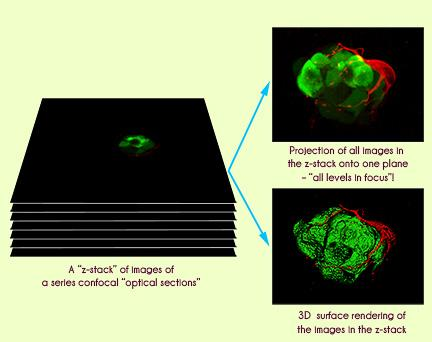 Projection of all images in
the z-stack onto one plane
– "all levels in focus"!
A "z-stack" of images of
a series confocal "optical sections"
3D surface rendering of
the images in the z-stack